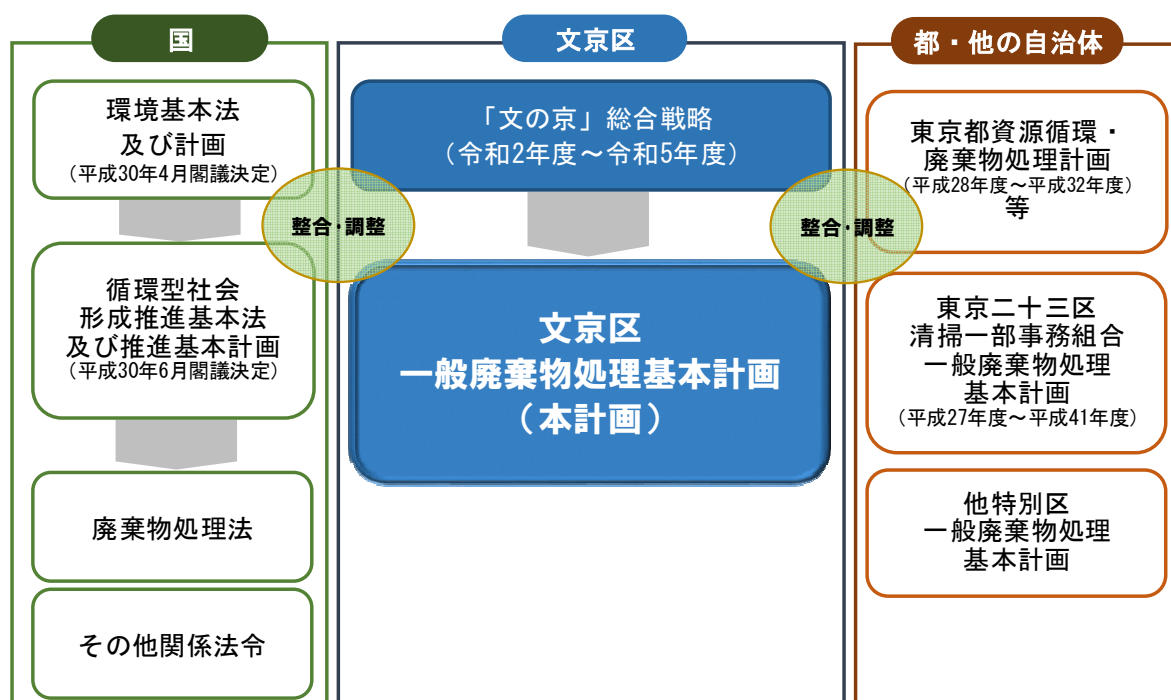 国
環境基本法
及び計画
(平成30年4月閣議決定)
循環型社会
形成推進基本法
及び推進基本計画
(平成30年6月閣議決定)
廃棄物処理法
その他関係法令
整合・調整
文京区
「文の京」総合戦略
(令和2年度～令和5年度)
文京区
一般廃棄物処理基本計画
(本計画)
整合・調整
都・他の自治体
東京都資源循環・
廃棄物処理計画
(平成28年度～平成32年度)
等
東京二十三区
清掃一部事務組合
一般廃棄物処理
基本計画
(平成27年度～平成41年度)
他特別区
一般廃棄物処理
基本計画